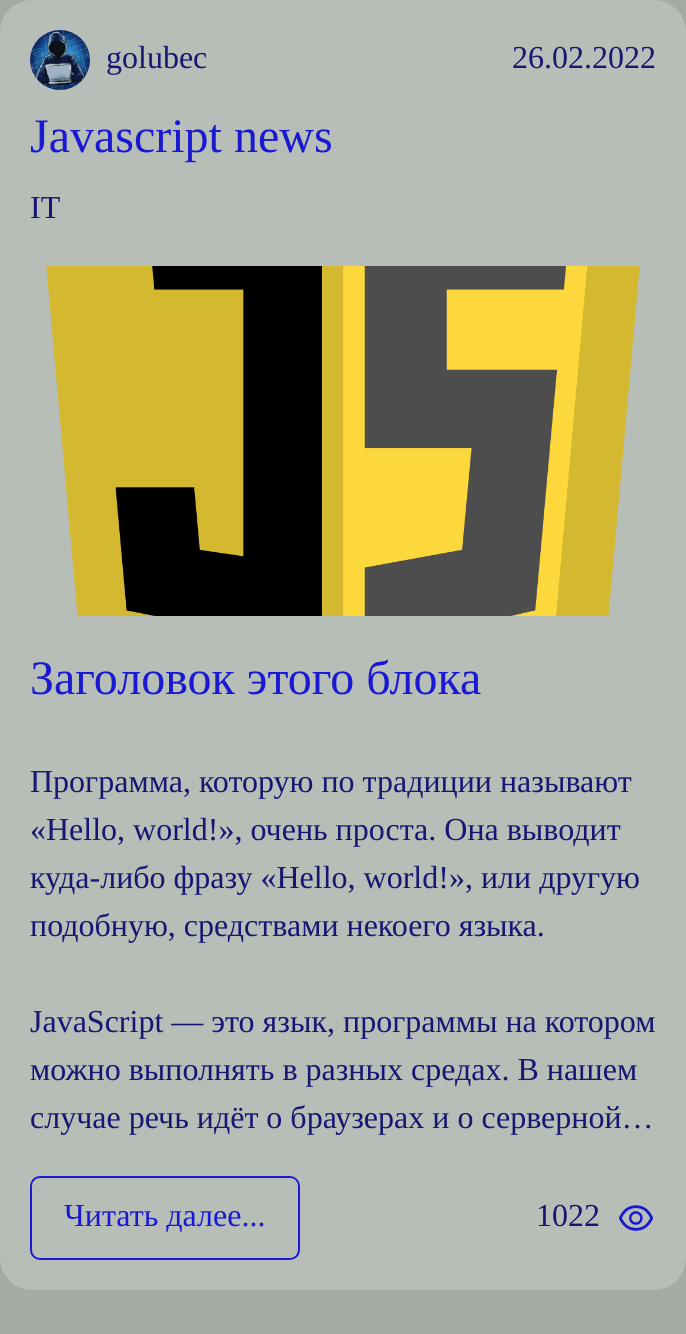 golubec 26.02.2022
Javascript news
IT
JS
Заголовок этого блока
Программа, которую по традиции называют
«Hello, world!», очень проста. Она выводит
куда-либо фразу «Hello, world!», или другую
подобную, средствами некоего языка.
JavaScript — это язык, программы на котором
можно выполнять в разных средах. В нашем
случае речь идёт о браузерах и о серверной…
Читать далее... 1022